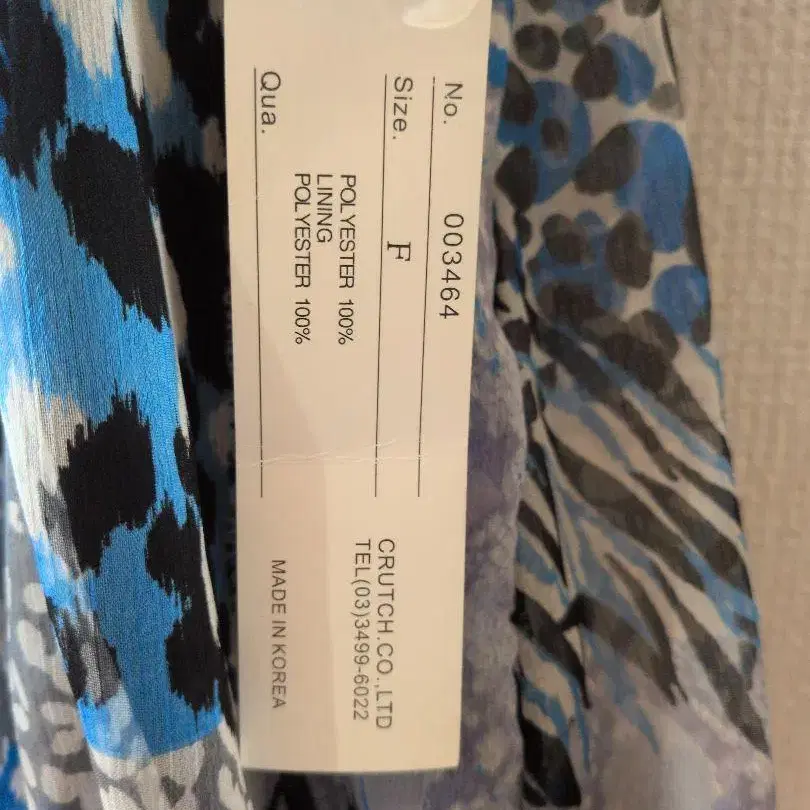 No. 003464
Size. F
Qua. POLYESTER 100%
LINING
POLYESTER 100%
CRUTCH.CO.,LTD
TEL(03)3499-6022
MADE IN KOREA